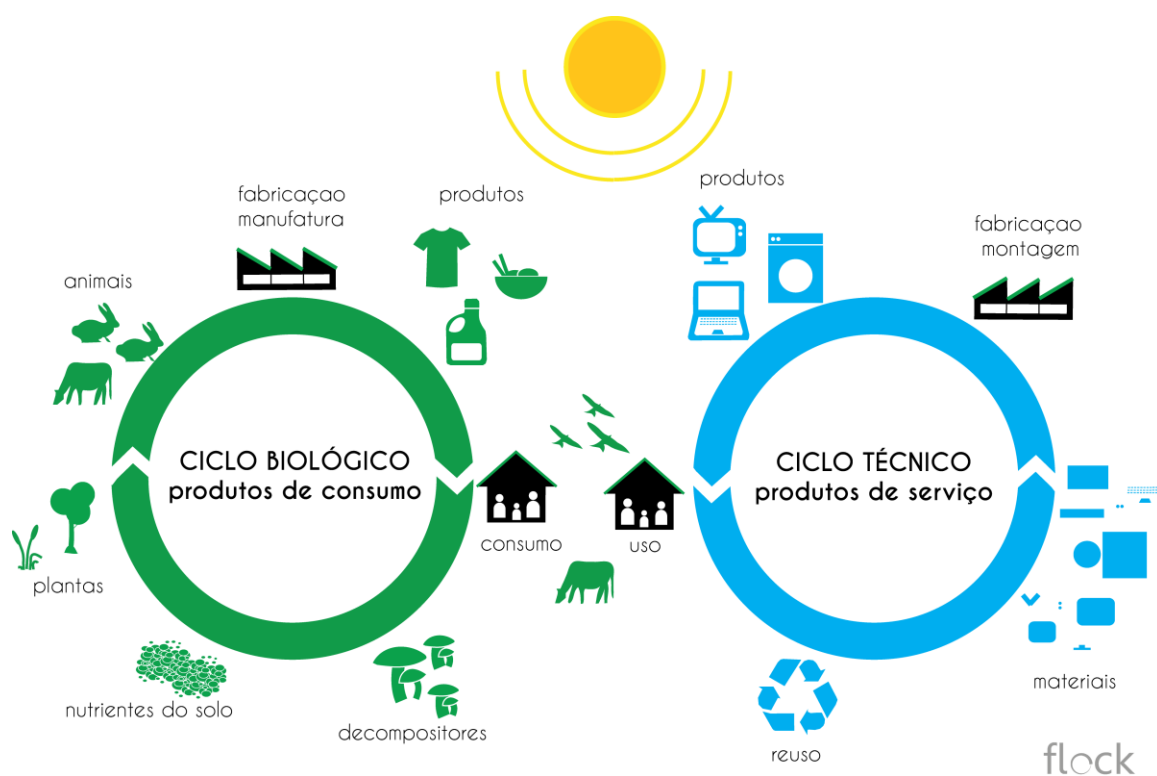 produtos
fabricaçao
manufatura
produtos
fabricaçao
montagem
animais
CICLO BIOLÓGICO
produtos de consumo
CICLO TÉCNICO
produtos de serviço
consumo
uso
plantas
nutrientes do solo
decompositores
materiais
reuso
flock